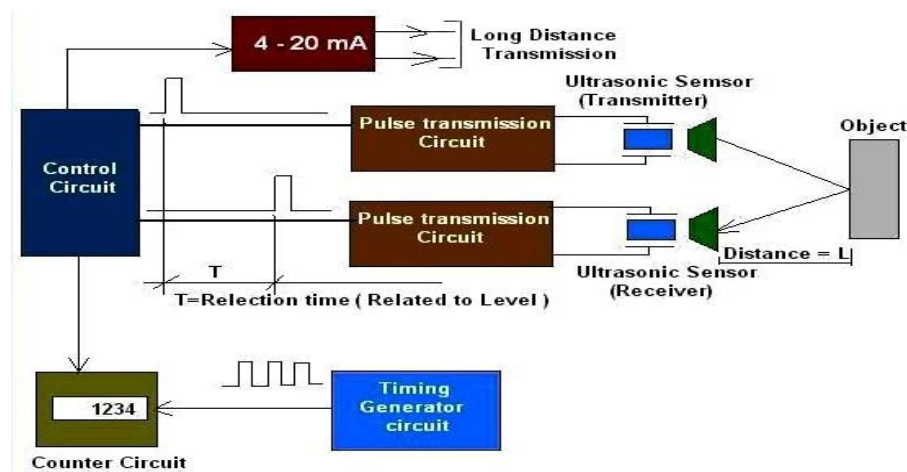 4 - 20 mA
Long Distance
Transmission
Ultrasonic Semsor
(Transmitter)
Pulse transmission
Circuit
Object
Control
Circuit
Pulse transmission
Circuit
Distance = L
Ultrasonic Sensor
(Receiver)
T
T=Relection time ( Related to Level )
1234
Timing
Generator
circuit
Counter Circuit